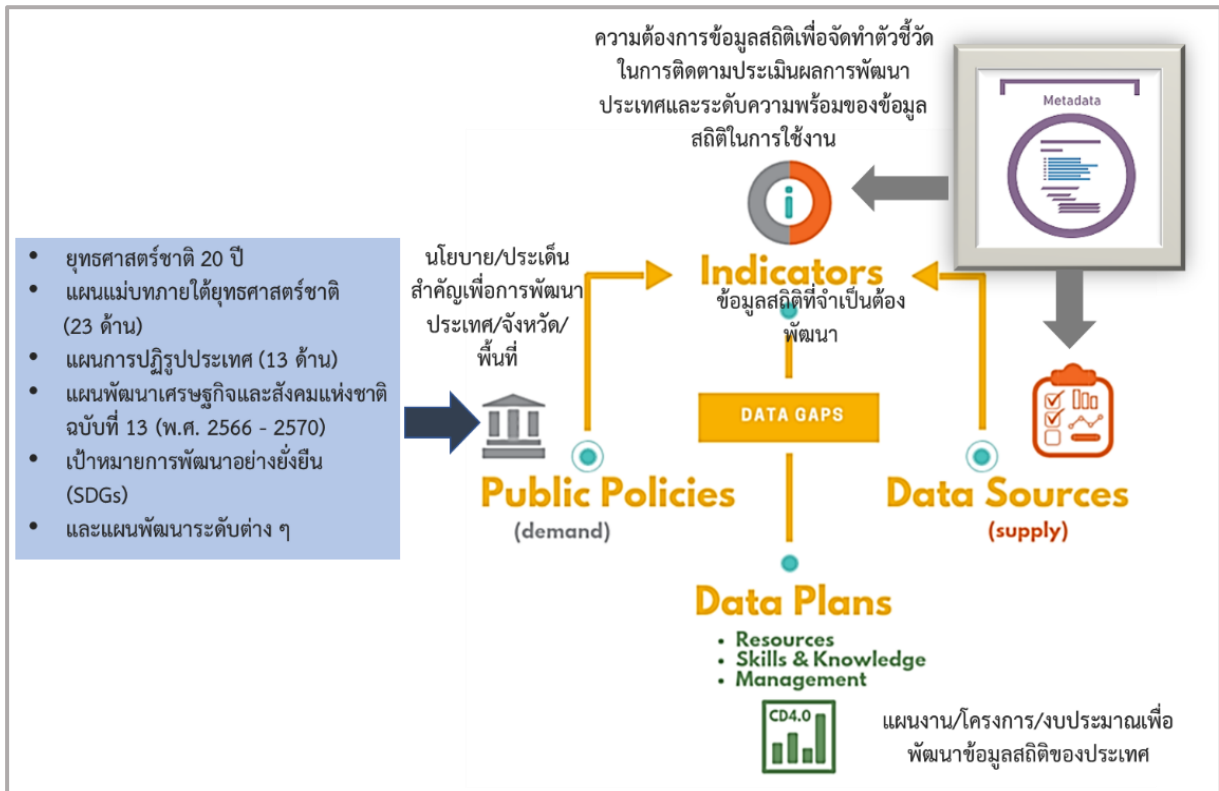 ความต้องการข้อมูลสถิติเพื่อจัดทำตัวชี้วัด
ในการติดตามประเมินผลการพัฒนา
ประเทศและระดับความพร้อมของข้อมูล
สถิติในการใช้งาน
Metadata
i
Indicators
ข้อมูลสถิติที่จำเป็นต้อง
พัฒนา
• ยุทธศาสตร์ชาติ 20 ปี
• แผนแม่บทภายใต้ยุทธศาสตร์ชาติ
(23 ด้าน)
• แผนการปฏิรูปประเทศ (13 ด้าน)
• แผนพัฒนาเศรษฐกิจและสังคมแห่งชาติ
ฉบับที่ 13 (พ.ศ. 2566 - 2570)
• เป้าหมายการพัฒนาอย่างยั่งยืน
(SDGs)
• และแผนพัฒนาระดับต่าง ๆ
นโยบาย/ประเด็น
สำคัญเพื่อการพัฒนา
ประเทศ/จังหวัด/
พื้นที่
Public Policies
(demand)
DATA GAPS
Data Sources
(supply)
Data Plans
• Resources
• Skills & Knowledge
• Management
CD4.0
แผนงาน/โครงการ/งบประมาณเพื่อ
พัฒนาข้อมูลสถิติของประเทศ